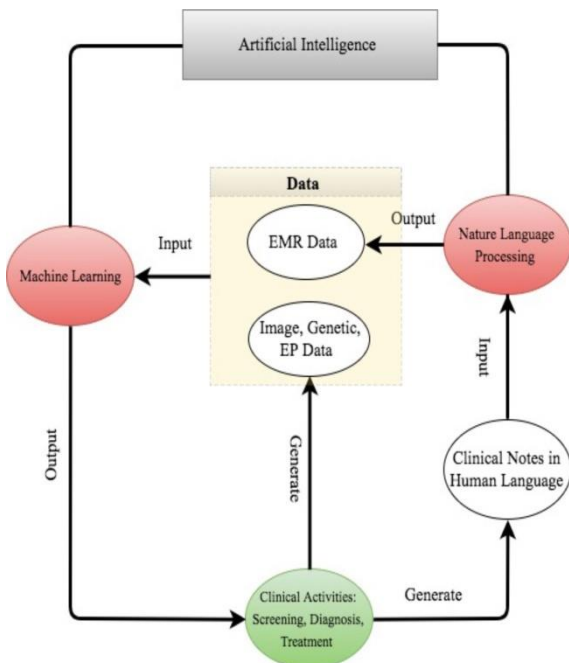 Artificial Intelligence
Data
EMR Data
Output
Nature Language
Processing
Input
Machine Learning
Image, Genetic,
EP Data
Input
Output
Generate
Clinical Notes in
Human Language
Clinical Activities:
Screening, Diagnosis,
Treatment
Generate